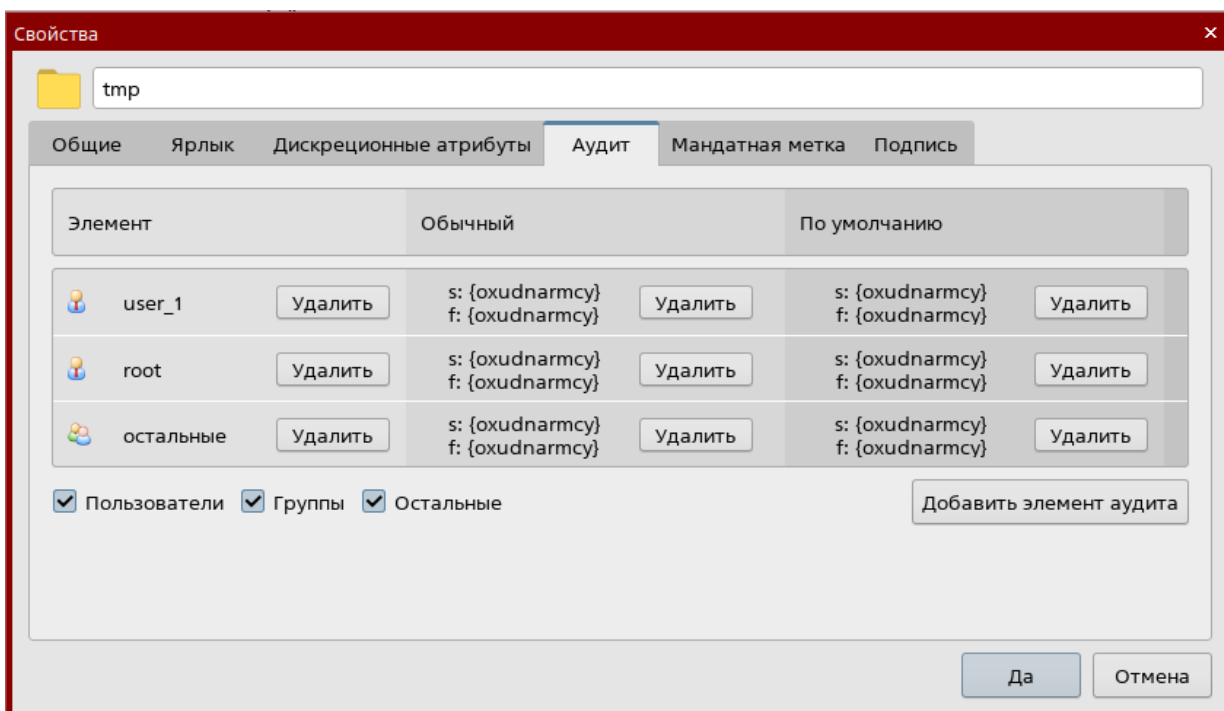 Свойства
tmp
Общие Ярлык Дискреционные атрибуты Аудит Мандатная метка Подпись
Элемент Обычный По умолчанию
user_1 Удалить s: {oxudnarmcy} f: {oxudnarmcy} Удалить s: {oxudnarmcy} f: {oxudnarmcy} Удалить
root Удалить s: {oxudnarmcy} f: {oxudnarmcy} Удалить s: {oxudnarmcy} f: {oxudnarmcy} Удалить
остальные Удалить s: {oxudnarmcy} f: {oxudnarmcy} Удалить s: {oxudnarmcy} f: {oxudnarmcy} Удалить
Пользователи Группы Остальные Добавить элемент аудита
Да Отмена